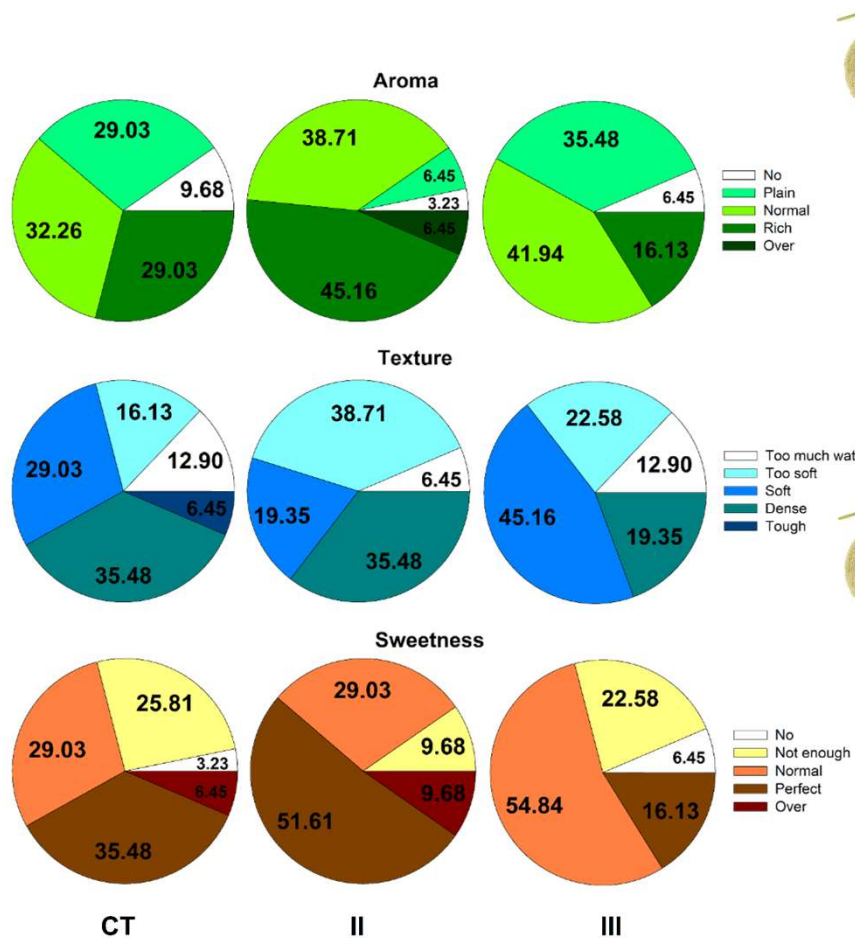 Aroma
29.03
9.68
32.26
29.03
38.71
6.45
3.23
6.45
45.16
35.48
6.45
41.94
16.13
No
Plain
Normal
Rich
Over
Texture
16.13
12.90
29.03
6.45
35.48
38.71
6.45
19.35
35.48
22.58
12.90
45.16
19.35
Too much wat
Too soft
Soft
Dense
Tough
Sweetness
25.81
3.23
29.03
6.45
35.48
29.03
9.68
9.68
51.61
22.58
6.45
54.84
16.13
No
Not enough
Normal
Perfect
Over
CT II III